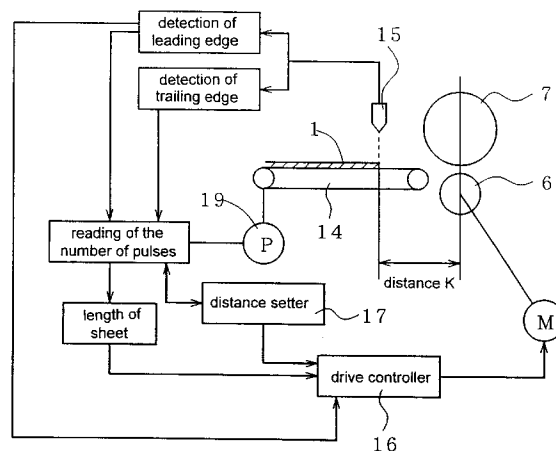 detection of
leading edge
15
detection of
trailing edge
7
1
6
14
19
P
reading of the
number of pulses
distance K
distance setter
17
length of
sheet
M
drive controller
16